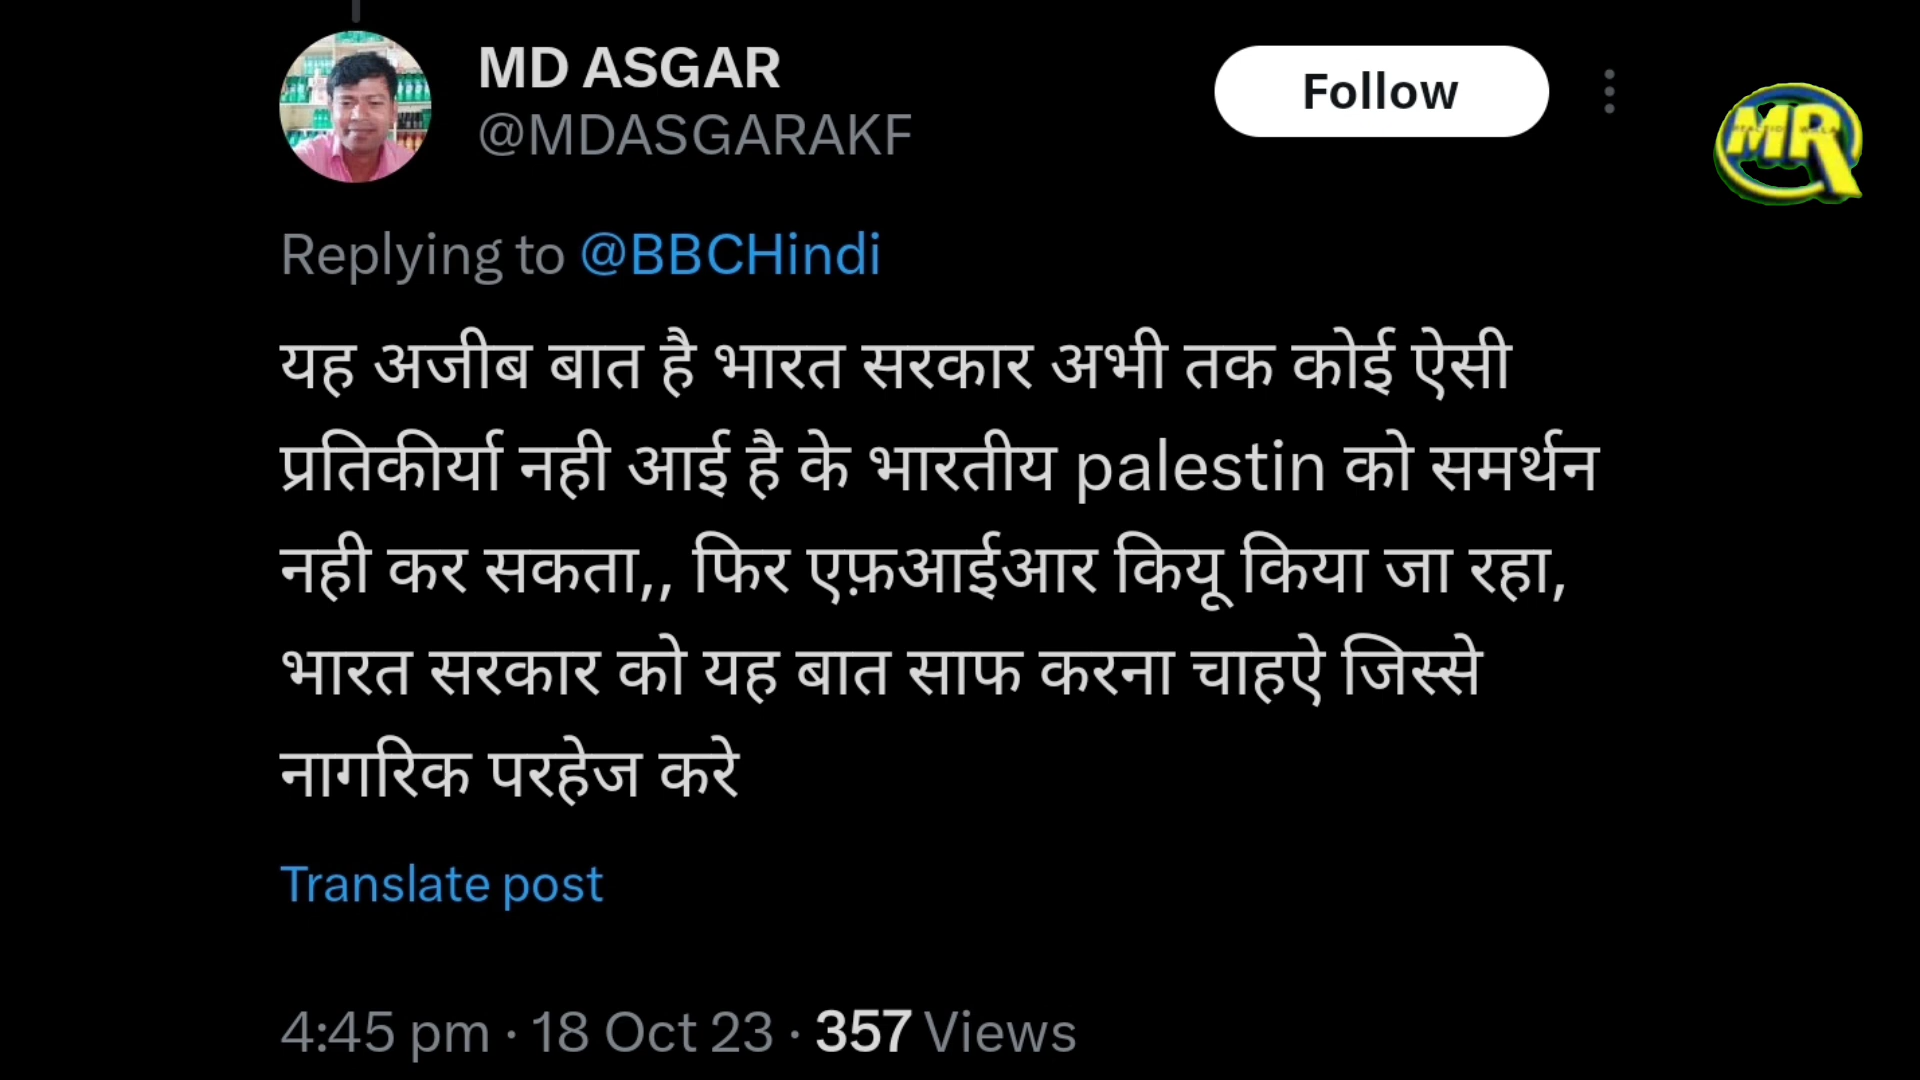 MD ASGAR
@MDASGARAKF
Follow
MR
Replying to @BBCHindi
यह अजीब बात है भारत सरकार अभी तक कोई ऐसी
प्रतिकीर्या नही आई है के भारतीय palestin को समर्थन
नही कर सकता,, फिर एफ़आईआर कियू किया जा रहा,
भारत सरकार को यह बात साफ करना चाहऐ जिस्से
नागरिक परहेज करे
Translate post
4:45 pm · 18 Oct 23 · 357 Views